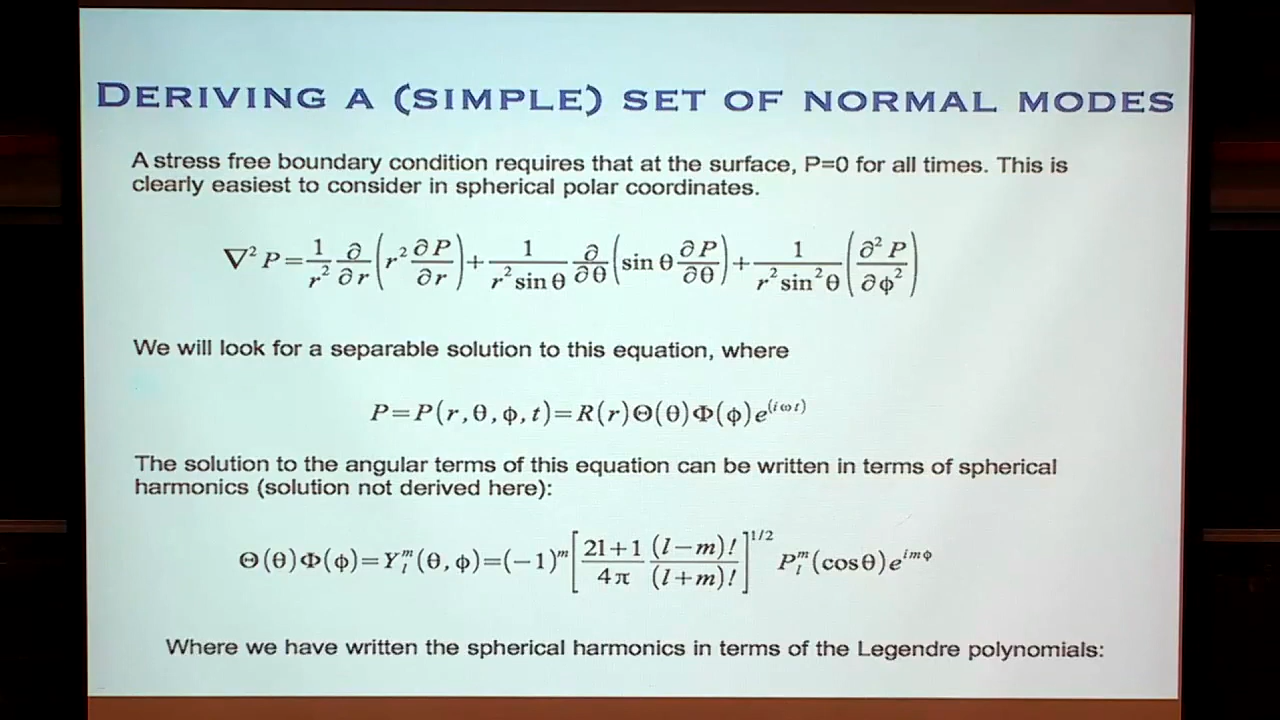 DERIVING A (SIMPLE) SET OF NORMAL MODES
A stress free boundary condition requires that at the surface, P=0 for all times. This is
clearly easiest to consider in spherical polar coordinates.
∇² P = 1/r² ∂/∂r (r² ∂P/∂r) + 1/(r² sin θ) ∂/∂θ (sin θ ∂P/∂θ) + 1/(r² sin² θ) (∂² P/∂ϕ²)
We will look for a separable solution to this equation, where
P=P(r,θ,ϕ,t)=R(r)Θ(θ)Φ(ϕ)e^(iωt)
The solution to the angular terms of this equation can be written in terms of spherical
harmonics (solution not derived here):
Θ(θ)Φ(ϕ)=Y_l^m(θ,ϕ)=(−1)^m [ (2l+1)/(4π) (l−m)!/(l+m)! ]^1/2 P_l^m(cosθ)e^imϕ
Where we have written the spherical harmonics in terms of the Legendre polynomials: